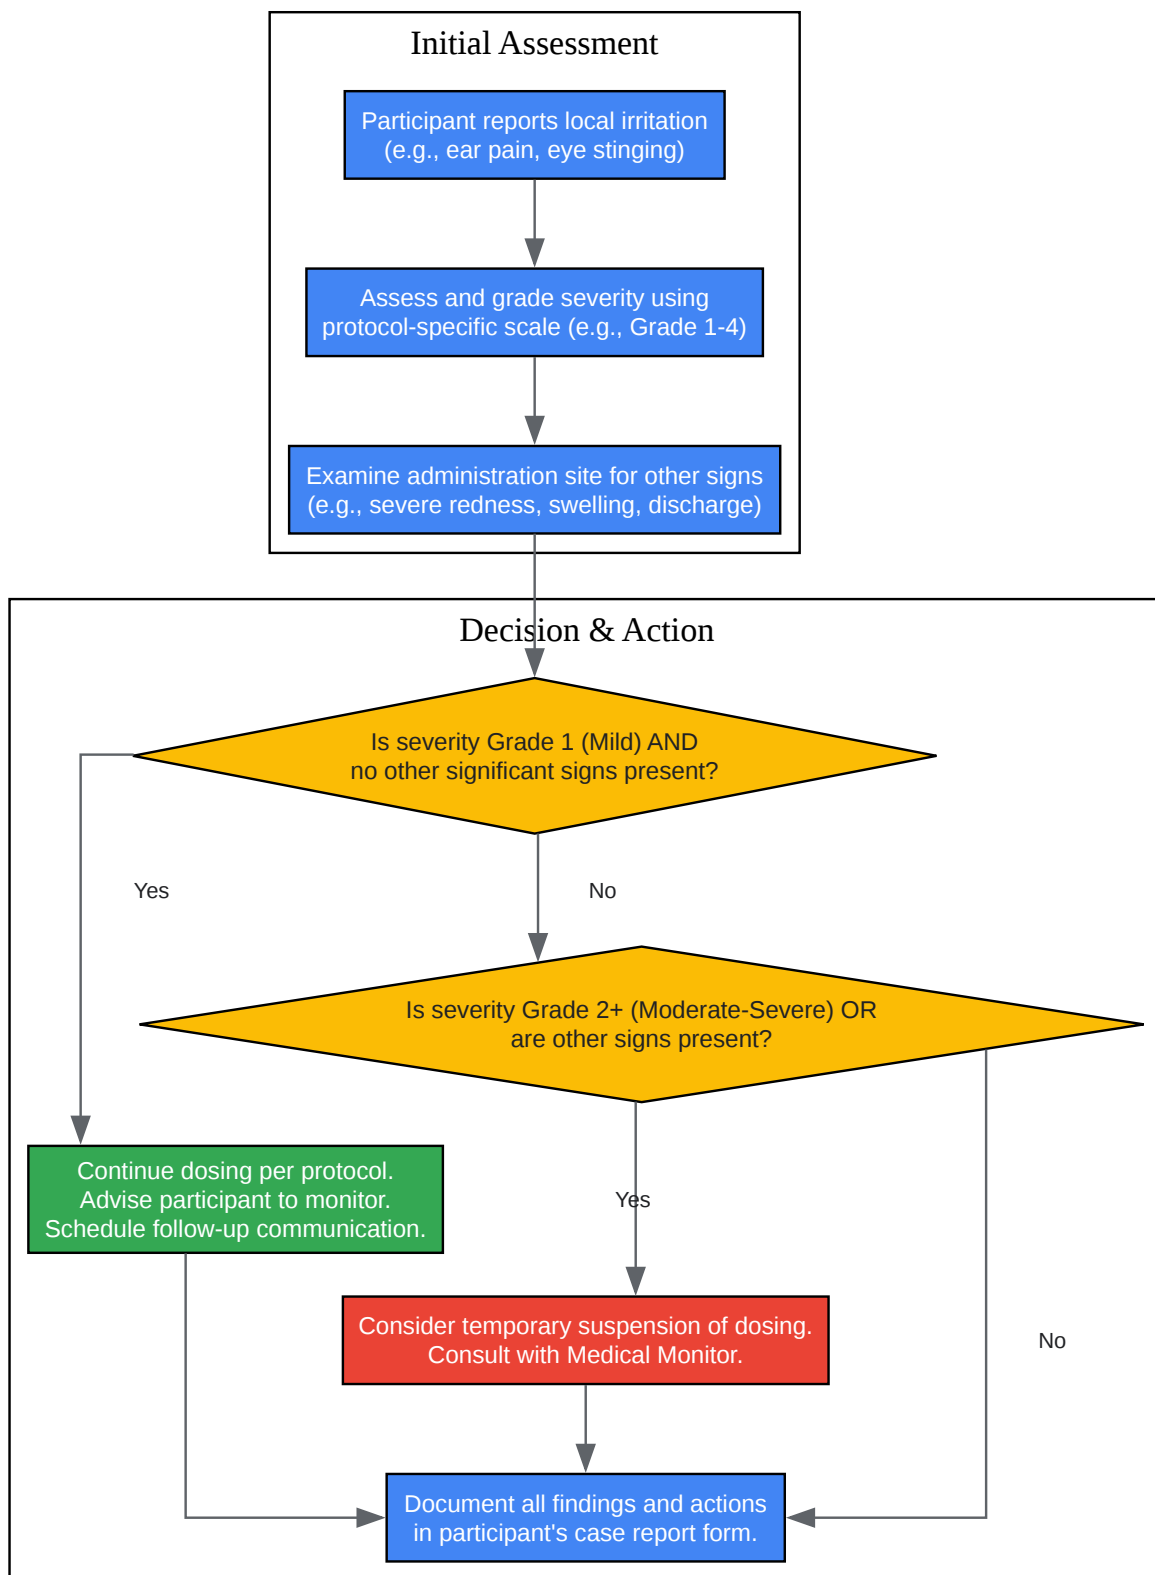 Initial Assessment
Participant reports local irritation
(e.g., ear pain, eye stinging)
Assess and grade severity using
protocol-specific scale (e.g., Grade 1-4)
Examine administration site for other signs
(e.g., severe redness, swelling, discharge)
Decision & Action
Is severity Grade 1 (Mild) AND
no other significant signs present?
Yes
No
Is severity Grade 2+ (Moderate-Severe) OR
are other signs present?
Continue dosing per protocol.
Advise participant to monitor.
Schedule follow-up communication.
Yes
Consider temporary suspension of dosing.
Consult with Medical Monitor.
No
Document all findings and actions
in participant's case report form.